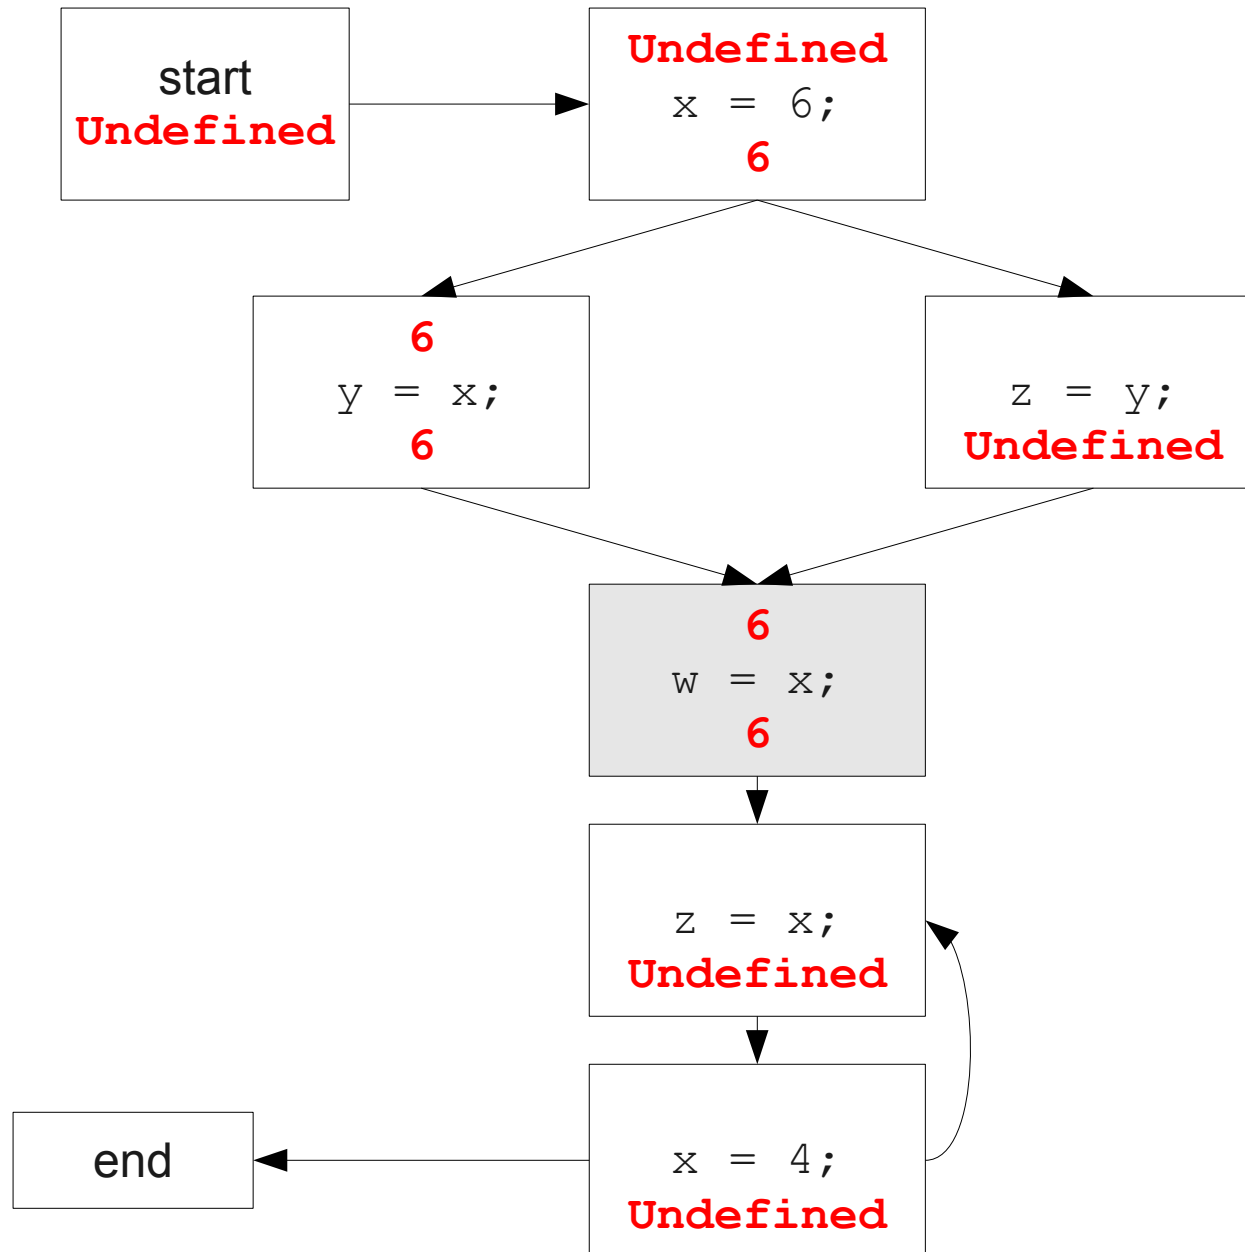 start
Undefined
Undefined
x = 6;
6
6
y = x;
6
z = y;
Undefined
6
w = x;
6
z = x;
Undefined
x = 4;
Undefined
end